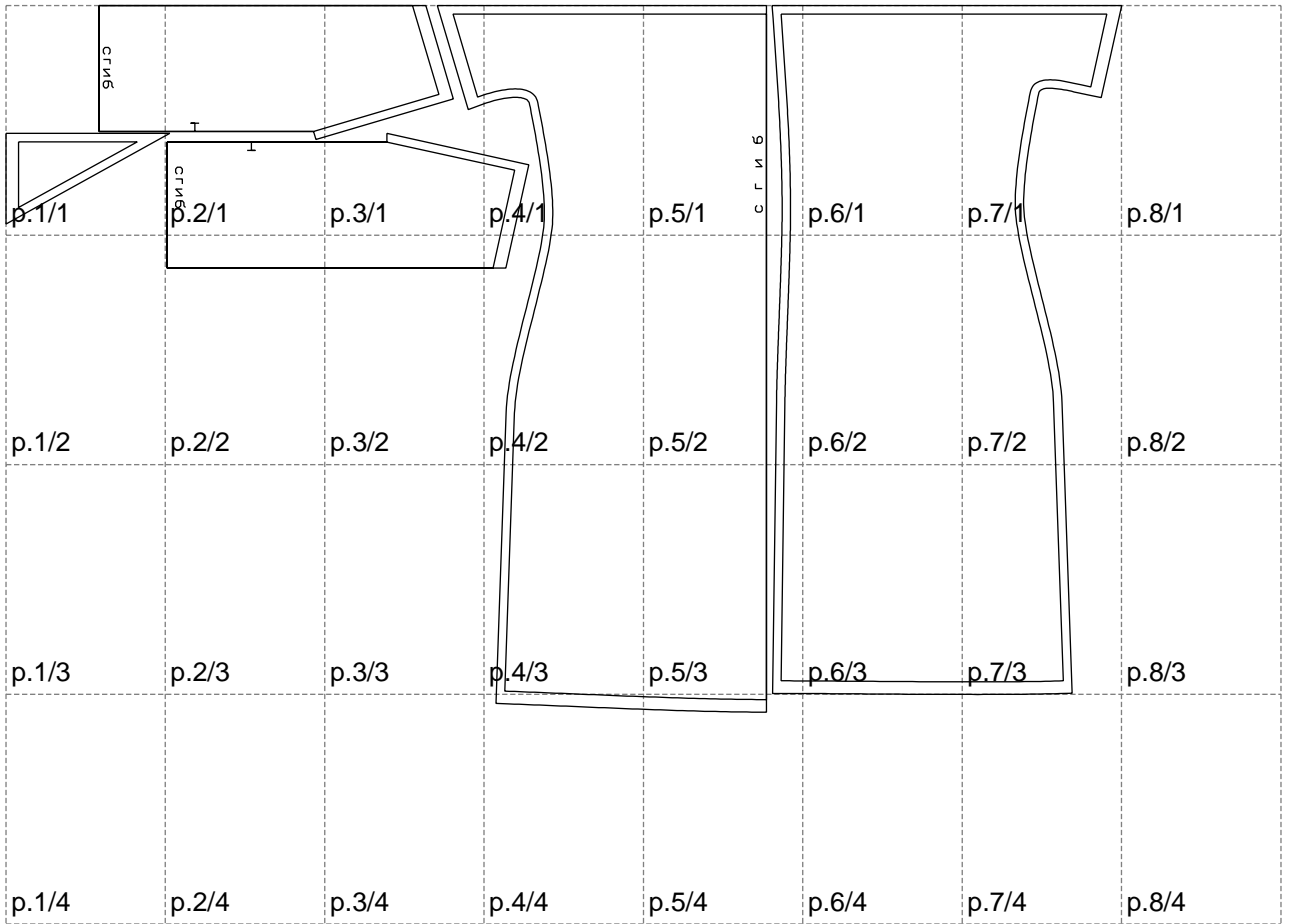 сгиб
сгиб
с г и б
р.1/1 р.2/1 р.3/1 р.4/1 р.5/1 р.6/1 р.7/1 р.8/1
р.1/2 р.2/2 р.3/2 р.4/2 р.5/2 р.6/2 р.7/2 р.8/2
р.1/3 р.2/3 р.3/3 р.4/3 р.5/3 р.6/3 р.7/3 р.8/3
р.1/4 р.2/4 р.3/4 р.4/4 р.5/4 р.6/4 р.7/4 р.8/4